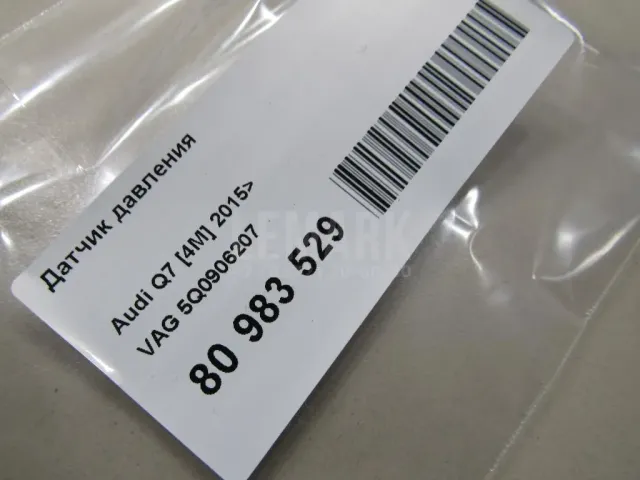 Датчик давления
Audi Q7 [4M] 2015>
VAG 5Q0906207
80 983 529